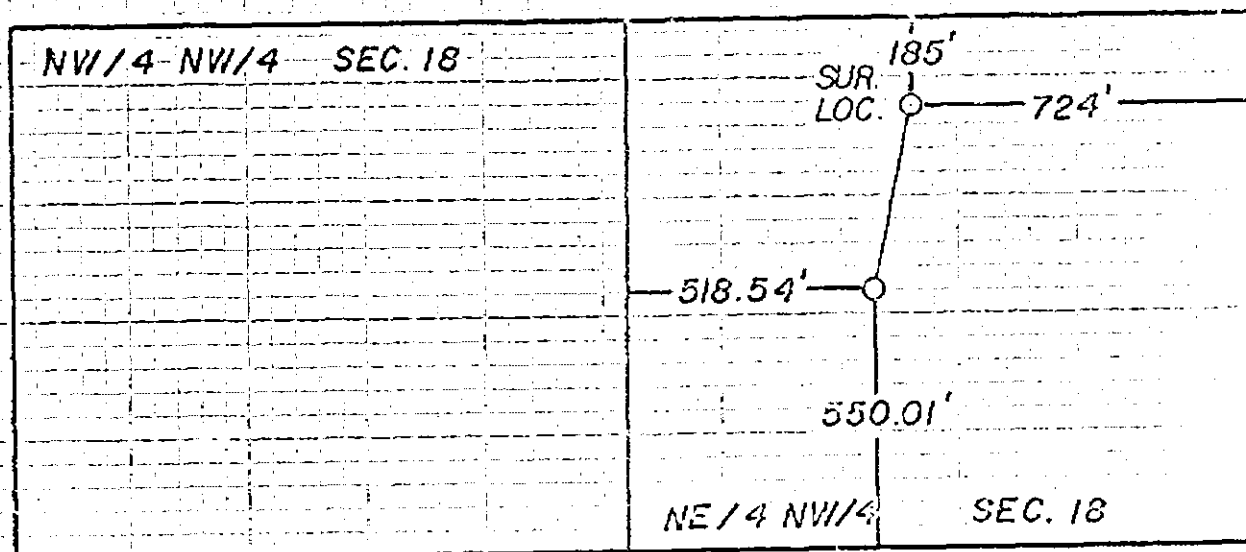 NW/4 NW/4 SEC. 18
185'
SUR.
LOC.
724'
518.54'
550.01'
NE/4 NW/4 SEC. 18